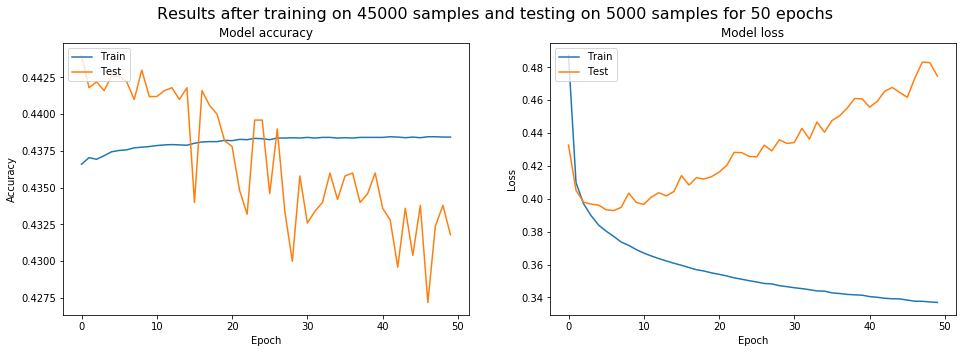 Results after training on 45000 samples and testing on 5000 samples for 50 epochs
Model accuracy
Train
Test
0.4425
0.4400
0.4375
0.4350
0.4325
0.4300
0.4275
Accuracy
0 10 20 30 40 50
Epoch
Model loss
Train
Test
0.48
0.46
0.44
0.42
0.40
0.38
0.36
0.34
Loss
0 10 20 30 40 50
Epoch